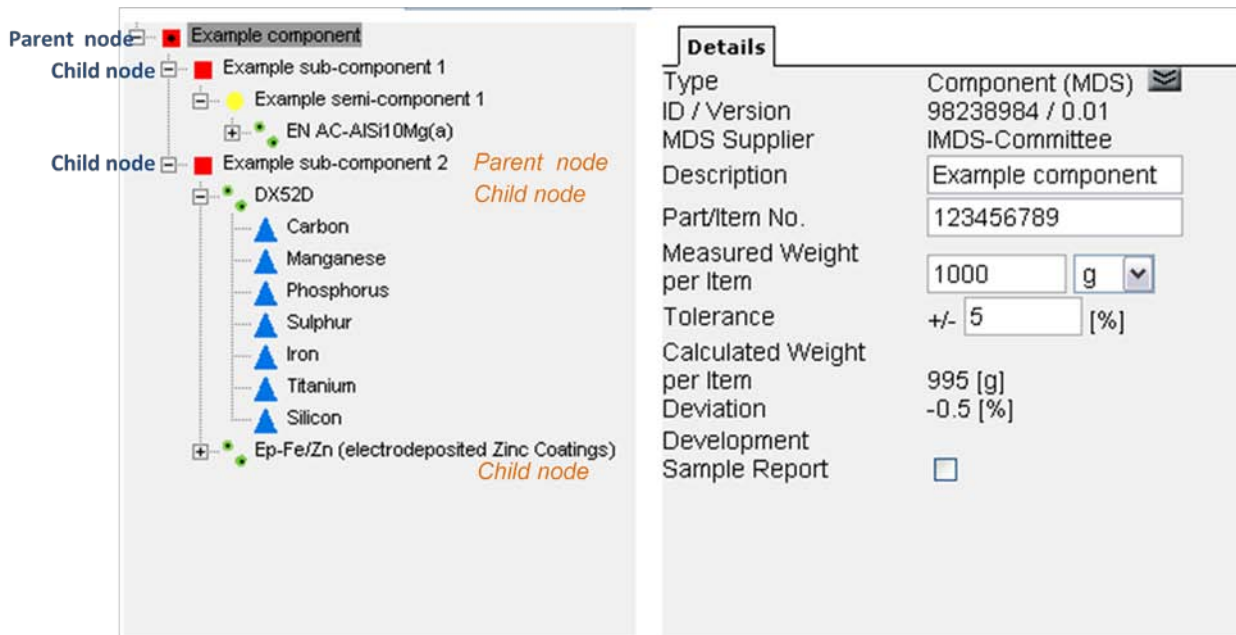 Parent node
Example component
Child node
Example sub-component 1
Example semi-component 1
EN AC-AlSi10Mg(a)
Child node
Example sub-component 2
Parent node
DX52D
Child node
Carbon
Manganese
Phosphorus
Sulphur
Iron
Titanium
Silicon
Ep-Fe/Zn (electrodeposited Zinc Coatings)
Child node
Details
Type Component (MDS)
ID / Version 98238984 / 0.01
MDS Supplier IMDS-Committee
Description Example component
Part/Item No. 123456789
Measured Weight
per Item 1000 g
Tolerance +/- 5 [%]
Calculated Weight
per Item 995 [g]
Deviation -0.5 [%]
Development
Sample Report